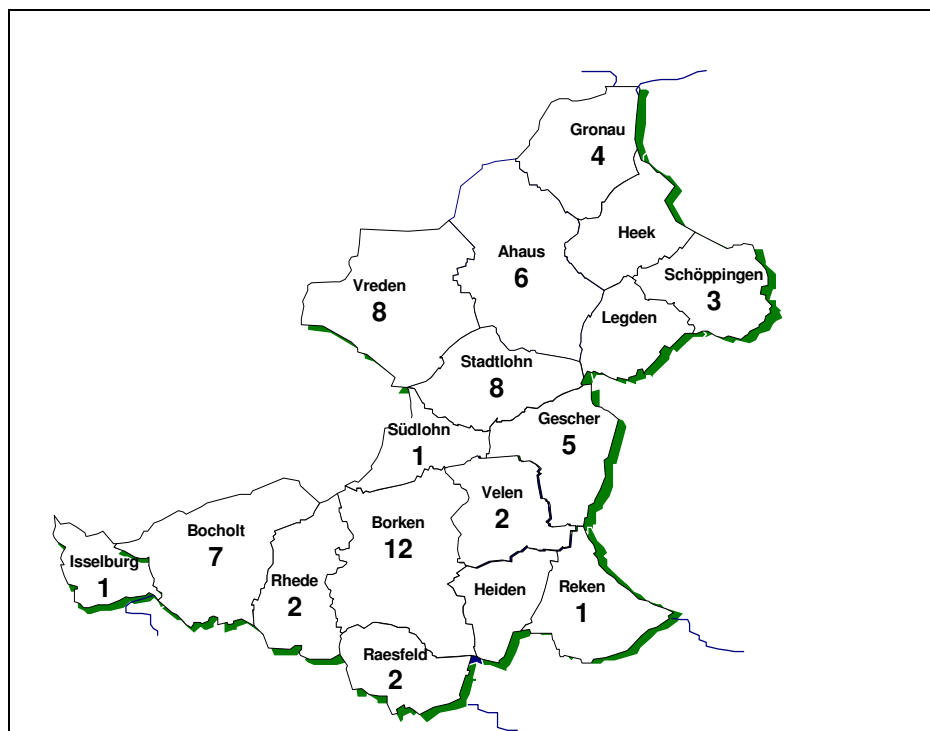 Gronau
4
Heek
Ahaus
6
Schöppingen
3
Vreden
8
Legden
Stadtlohn
8
Gescher
5
Südlohn
1
Velen
2
Borken
12
Bocholt
7
Isselburg
1
Rhede
2
Heiden
Reken
1
Raesfeld
2